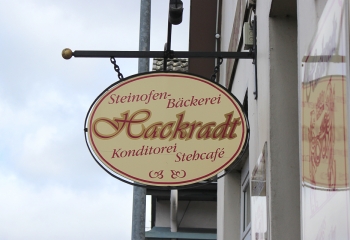 Steinofen-
Bäckerei
Hackradt
Konditorei
Stehcafé